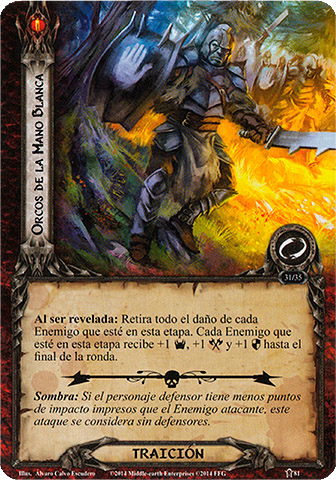 Orcos de la Mano Blanca
31/35
Al ser revelada: Retira todo el daño de cada
Enemigo que esté en esta etapa. Cada Enemigo que
esté en esta etapa recibe +1 , +1 y +1 hasta el
final de la ronda.
Sombra: Si el personaje defensor tiene menos puntos
de impacto impresos que el Enemigo atacante, este
ataque se considera sin defensores.
TRAICIÓN
Illus. Álvaro Calvo Escudero ©2014 Middle-earth Enterprises ©2014 FFG 81